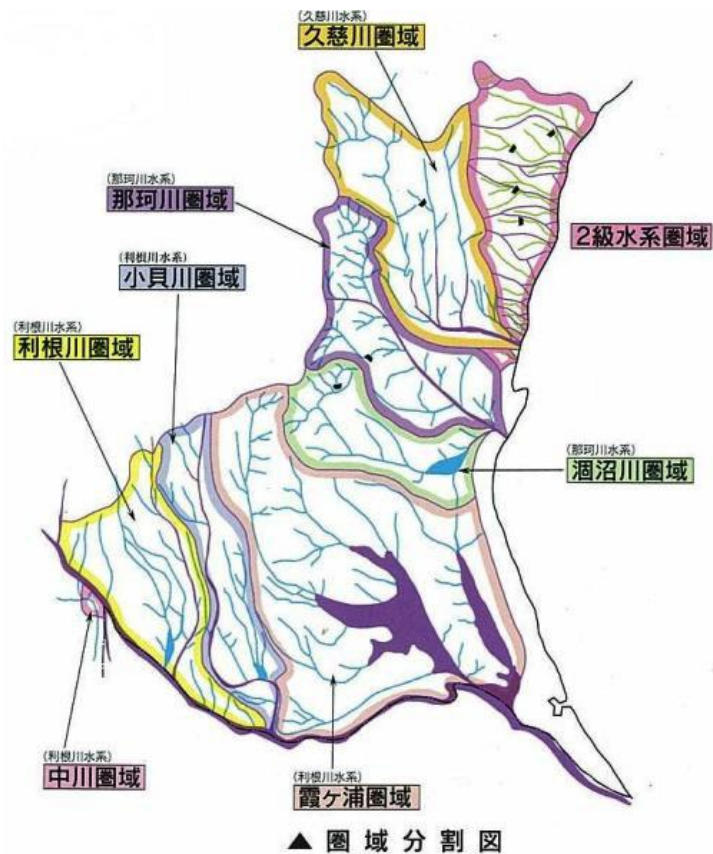 (久慈川水系)
久慈川圏域
(那珂川水系)
那珂川圏域
2級水系圏域
(利根川水系)
小貝川圏域
(利根川水系)
利根川圏域
(那珂川水系)
涸沼川圏域
(利根川水系)
中川圏域
(利根川水系)
霞ヶ浦圏域
▲ 圏域分割図